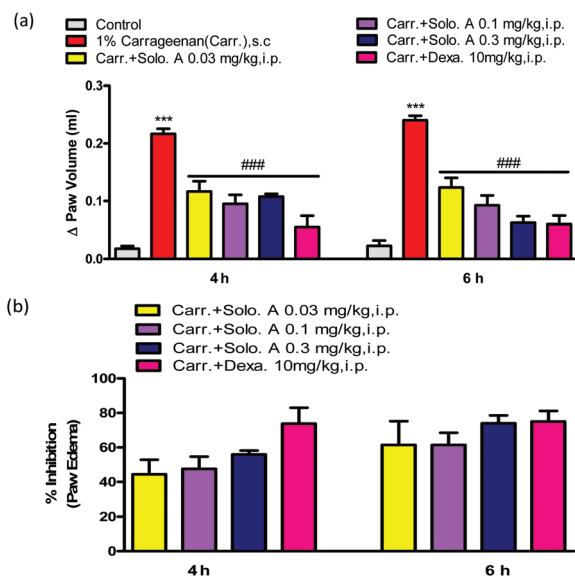 (a)
Control
1% Carrageenan(Carr.),s.c
Carr.+Solo. A 0.03 mg/kg,i.p.
Carr.+Solo. A 0.1 mg/kg,i.p.
Carr.+Solo. A 0.3 mg/kg,i.p.
Carr.+Dexa. 10mg/kg,i.p.
Δ Paw Volume (ml)
0.3
0.2
0.1
0.0
***
###
***
###
4 h
6 h
(b)
Carr.+Solo. A 0.03 mg/kg,i.p.
Carr.+Solo. A 0.1 mg/kg,i.p.
Carr.+Solo. A 0.3 mg/kg,i.p.
Carr.+Dexa. 10mg/kg,i.p.
% Inhibition
(Paw Edema)
100
80
60
40
20
0
4 h
6 h